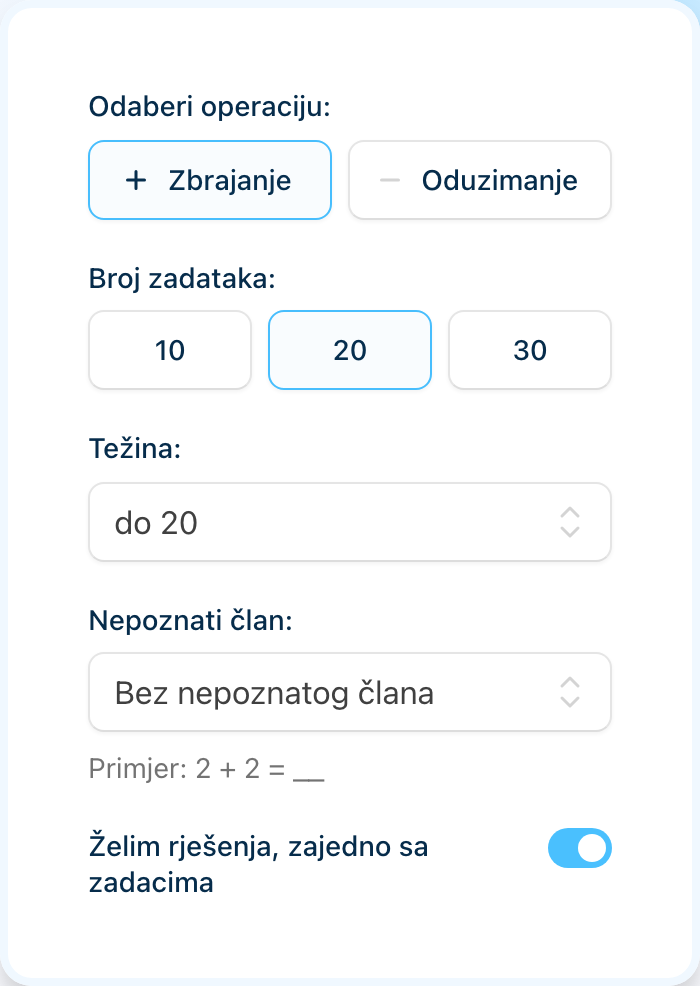 Odaberi operaciju:
+ Zbrajanje
− Oduzimanje
Broj zadataka:
10
20
30
Težina:
do 20
Nepoznati član:
Bez nepoznatog člana
Primjer: 2 + 2 = __
Želim rješenja, zajedno sa
zadacima